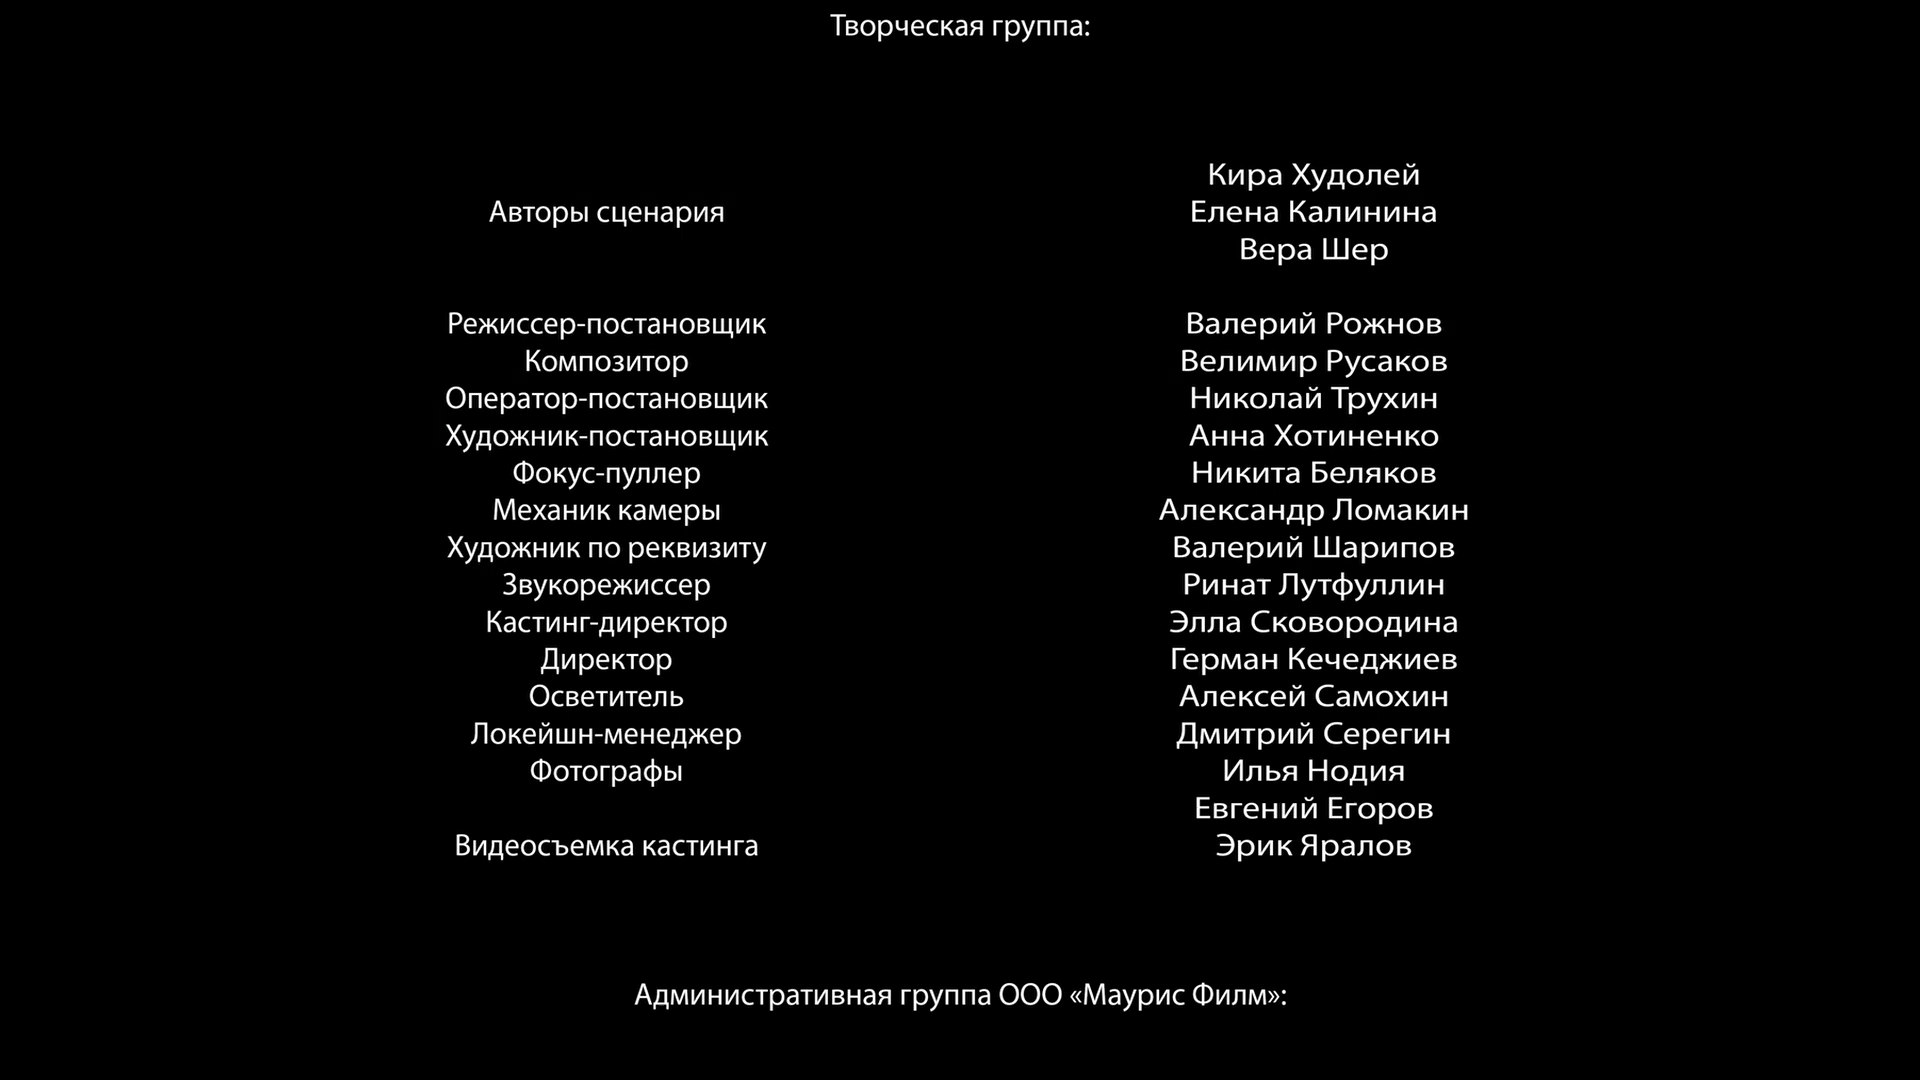 Творческая группа:
Кира Худолей
Авторы сценария Елена Калинина
Вера Шер
Режиссер-постановщик Валерий Рожнов
Композитор Велимир Русаков
Оператор-постановщик Николай Трухин
Художник-постановщик Анна Хотиненко
Фокус-пуллер Никита Беляков
Механик камеры Александр Ломакин
Художник по реквизиту Валерий Шарипов
Звукорежиссер Ринат Лутфуллин
Кастинг-директор Элла Сковородина
Директор Герман Кечеджиев
Осветитель Алексей Самохин
Локейшн-менеджер Дмитрий Серегин
Фотографы Илья Нодия
Евгений Егоров
Видеосъемка кастинга Эрик Яралов
Административная группа ООО «Маурис Филм»: